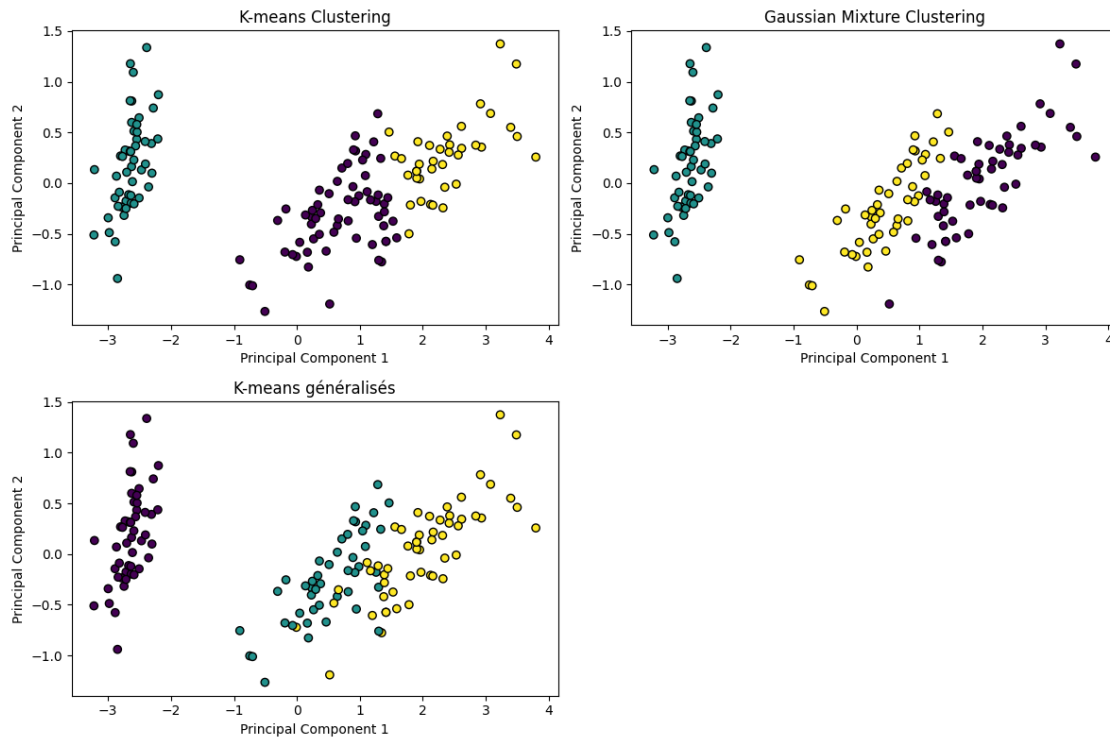 K-means Clustering
1.5
1.0
0.5
0.0
−0.5
−1.0
Principal Component 2
−3 −2 −1 0 1 2 3 4
Principal Component 1
Gaussian Mixture Clustering
1.5
1.0
0.5
0.0
−0.5
−1.0
Principal Component 2
−3 −2 −1 0 1 2 3 4
Principal Component 1
K-means généralisés
1.5
1.0
0.5
0.0
−0.5
−1.0
Principal Component 2
−3 −2 −1 0 1 2 3 4
Principal Component 1